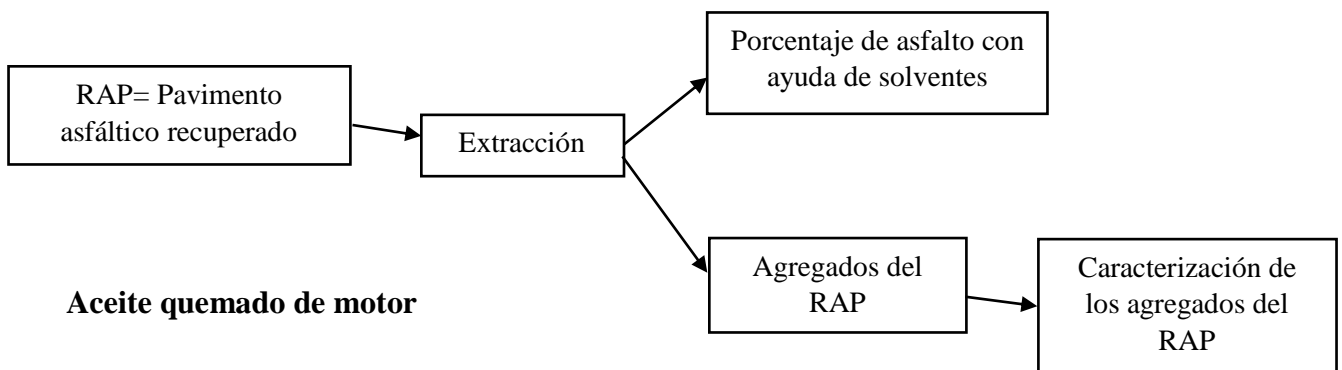 RAP= Pavimento
asfáltico recuperado
Extracción
Porcentaje de asfalto con
ayuda de solventes
Agregados del
RAP
Caracterización de
los agregados del
RAP
Aceite quemado de motor